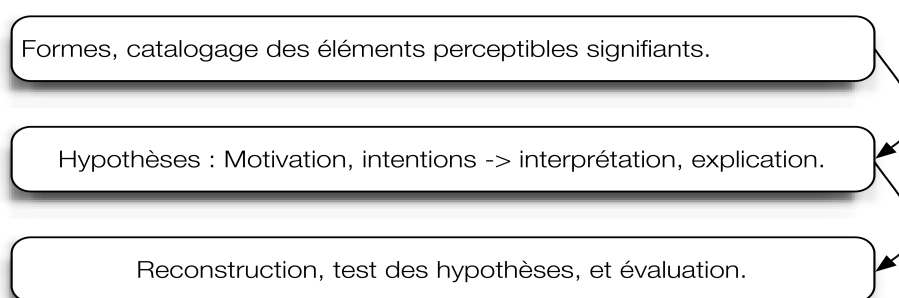 Formes, catalogage des éléments perceptibles signifiants.
Hypothèses : Motivation, intentions -> interprétation, explication.
Reconstruction, test des hypothèses, et évaluation.